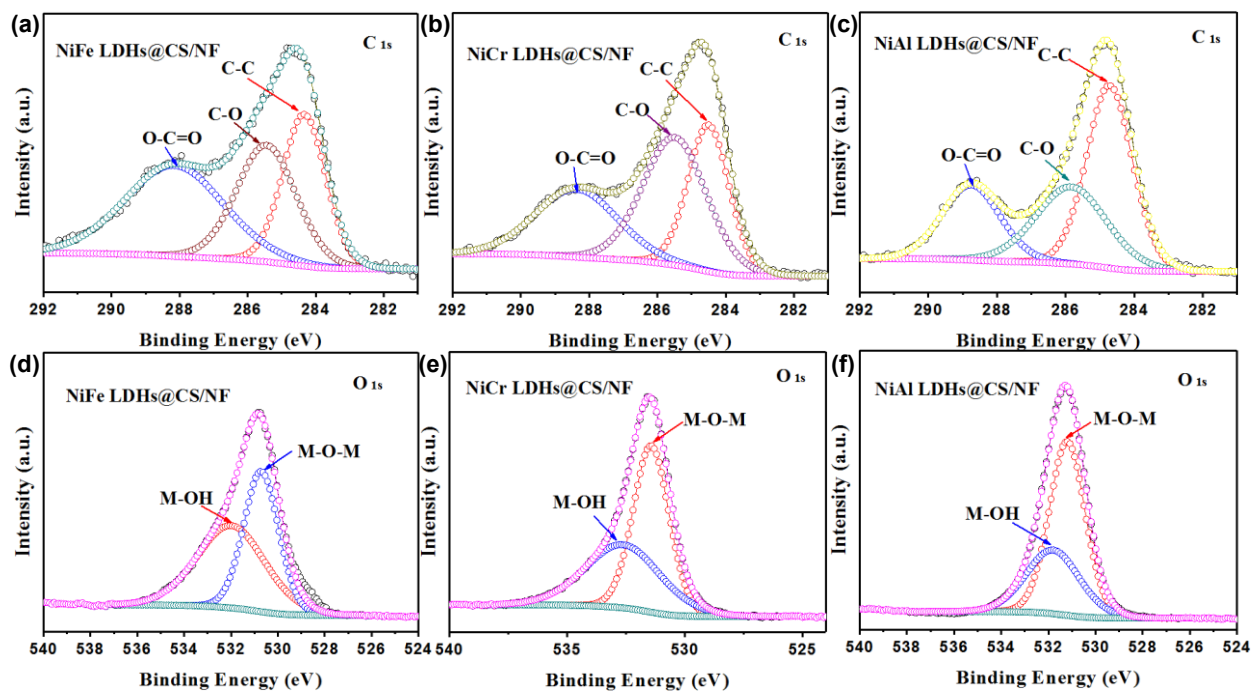 (a)
NiFe LDHs@CS/NF
C 1s
C-C
C-O
O-C=O
Intensity (a.u.)
292 290 288 286 284 282
Binding Energy (eV)
(b)
NiCr LDHs@CS/NF
C 1s
C-C
C-O
O-C=O
Intensity (a.u.)
292 290 288 286 284 282
Binding Energy (eV)
(c)
NiAl LDHs@CS/NF
C 1s
C-C
C-O
O-C=O
Intensity (a.u.)
292 290 288 286 284 282
Binding Energy (eV)
(d)
NiFe LDHs@CS/NF
O 1s
M-O-M
M-OH
Intensity (a.u.)
540 538 536 534 532 530 528 526 524
Binding Energy (eV)
(e)
NiCr LDHs@CS/NF
O 1s
M-O-M
M-OH
Intensity (a.u.)
540 535 530
Binding Energy (eV)
(f)
NiAl LDHs@CS/NF
O 1s
M-O-M
M-OH
Intensity (a.u.)
540 538 536 534 532 530 528 526 524
Binding Energy (eV)